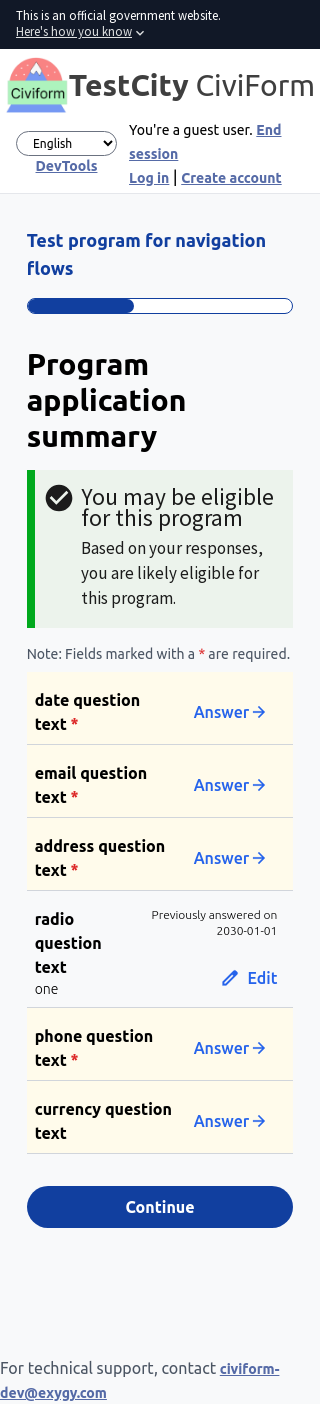 This is an official government website.
Here's how you know
Civiform
TestCity CiviForm
English
DevTools
You're a guest user. End
session
Log in | Create account
Test program for navigation
flows
Program
application
summary
You may be eligible
for this program
Based on your responses,
you are likely eligible for
this program.
Note: Fields marked with a * are required.
date question
text *
Answer
email question
text *
Answer
address question
text *
Answer
radio
question
text
one
Previously answered on
2030-01-01
Edit
phone question
text *
Answer
currency question
text
Answer
Continue
For technical support, contact civiform-
dev@exygy.com